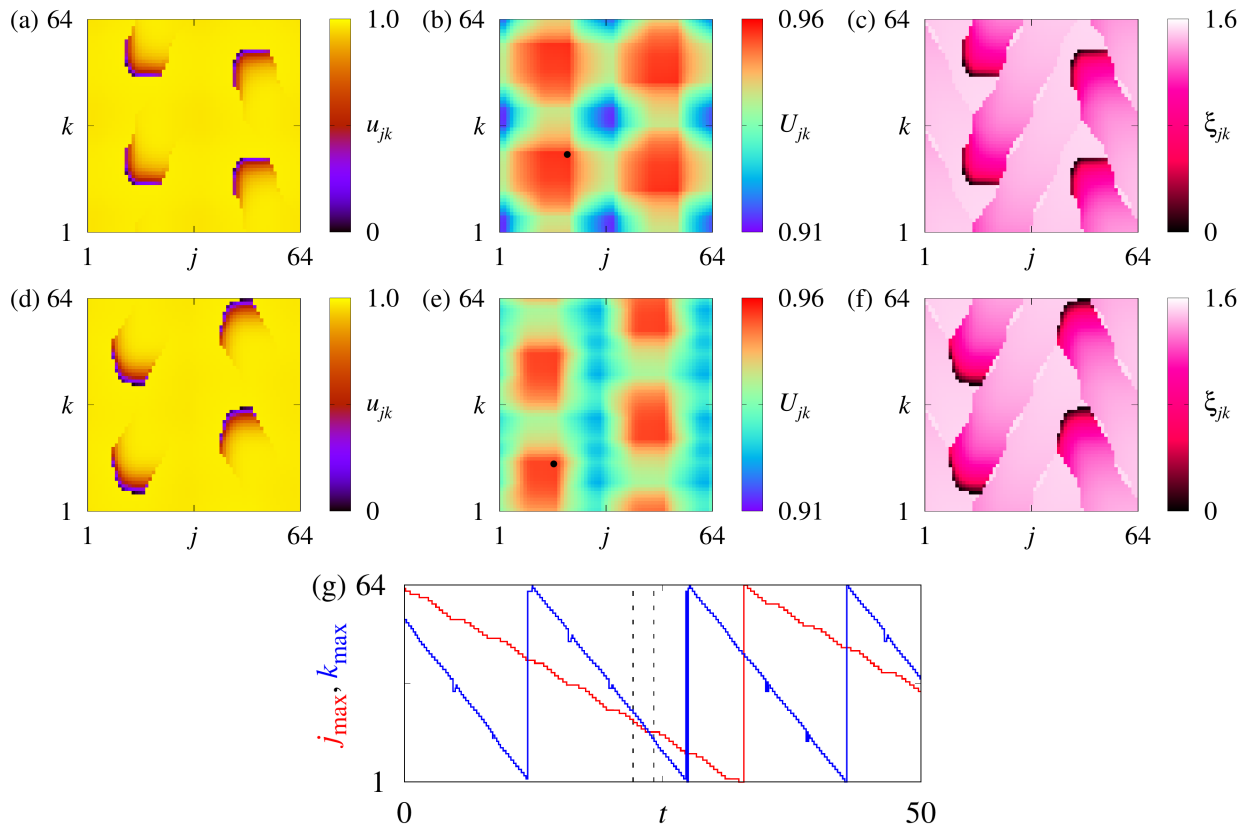 (a) 64 1.0 (b) 64 0.96 (c) 64 1.6
k u_jk k U_jk k ξ_jk
1 0 1 0.91 1 0
1 j 64 1 j 64 1 j 64
(d) 64 1.0 (e) 64 0.96 (f) 64 1.6
k u_jk k U_jk k ξ_jk
1 0 1 0.91 1 0
1 j 64 1 j 64 1 j 64
(g) 64
j_max, k_max
1
0 t 50